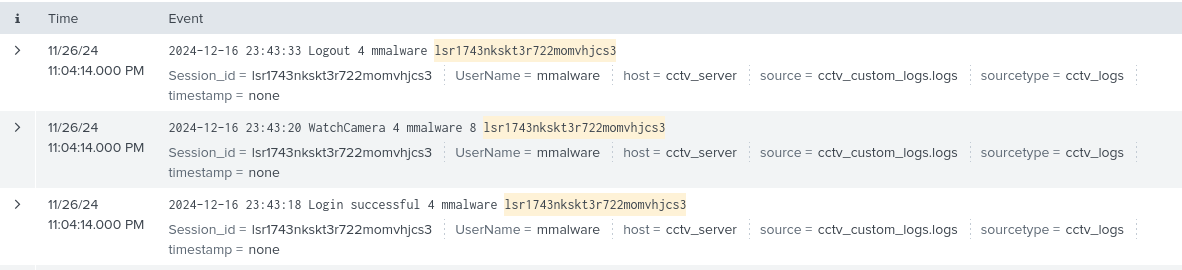 i Time Event
> 11/26/24 2024-12-16 23:43:33 Logout 4 mmalware lsr1743nkskt3r722momvhjcs3
11:04:14.000 PM Session_id = lsr1743nkskt3r722momvhjcs3 UserName = mmalware host = cctv_server source = cctv_custom_logs.logs sourcetype = cctv_logs
timestamp = none
> 11/26/24 2024-12-16 23:43:20 WatchCamera 4 mmalware 8 lsr1743nkskt3r722momvhjcs3
11:04:14.000 PM Session_id = lsr1743nkskt3r722momvhjcs3 UserName = mmalware host = cctv_server source = cctv_custom_logs.logs sourcetype = cctv_logs
timestamp = none
> 11/26/24 2024-12-16 23:43:18 Login successful 4 mmalware lsr1743nkskt3r722momvhjcs3
11:04:14.000 PM Session_id = lsr1743nkskt3r722momvhjcs3 UserName = mmalware host = cctv_server source = cctv_custom_logs.logs sourcetype = cctv_logs
timestamp = none